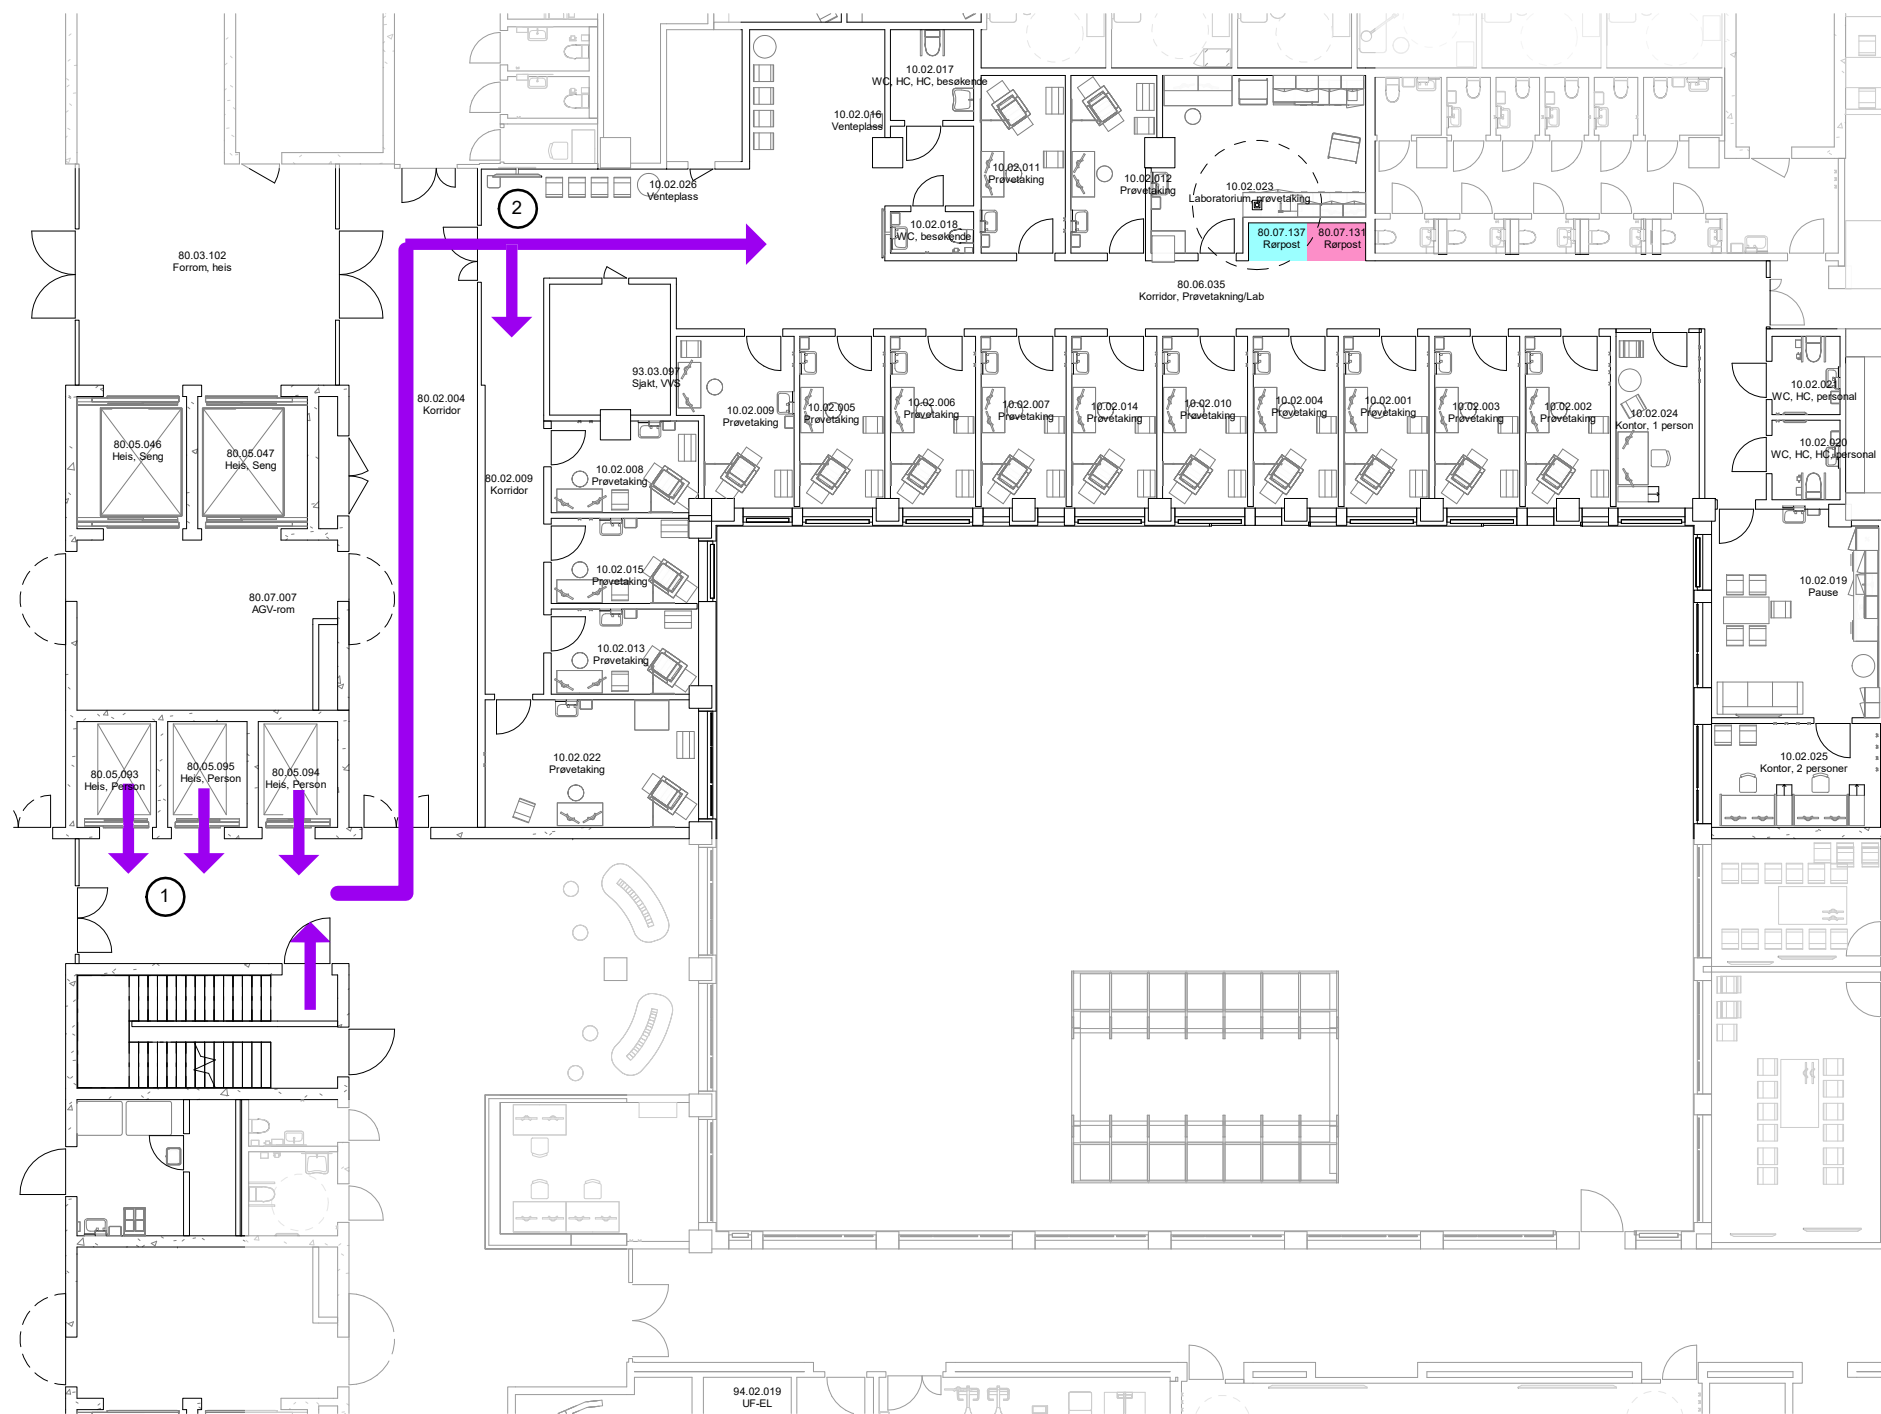 10.02.017
WC, HC, HC, besøkende
10.02.016
Venteplass
10.02.011
Prøvetaking
10.02.012
Prøvetaking
10.02.023
Laboratorium, prøvetaking
10.02.026
Venteplass
2
10.02.018
WC, besøkende
80.07.137
Rørpost
80.07.131
Rørpost
80.03.102
Forrom, heis
80.06.035
Korridor, Prøvetakning/Lab
93.03.097
Sjakt, VVS
80.02.004
Korridor
10.02.009
Prøvetaking
10.02.005
Prøvetaking
10.02.006
Prøvetaking
10.02.007
Prøvetaking
10.02.014
Prøvetaking
10.02.010
Prøvetaking
10.02.004
Prøvetaking
10.02.001
Prøvetaking
10.02.003
Prøvetaking
10.02.002
Prøvetaking
10.02.024
Kontor, 1 person
10.02.021
WC, HC, personal
10.02.020
WC, HC, HC, personal
80.05.046
Heis, Seng
80.05.047
Heis, Seng
80.02.009
Korridor
10.02.008
Prøvetaking
10.02.015
Prøvetaking
10.02.013
Prøvetaking
80.07.007
AGV-rom
10.02.019
Pause
10.02.022
Prøvetaking
10.02.025
Kontor, 2 personer
80.05.093
Heis, Person
80.05.095
Heis, Person
80.05.094
Heis, Person
1
94.02.019
UF-EL